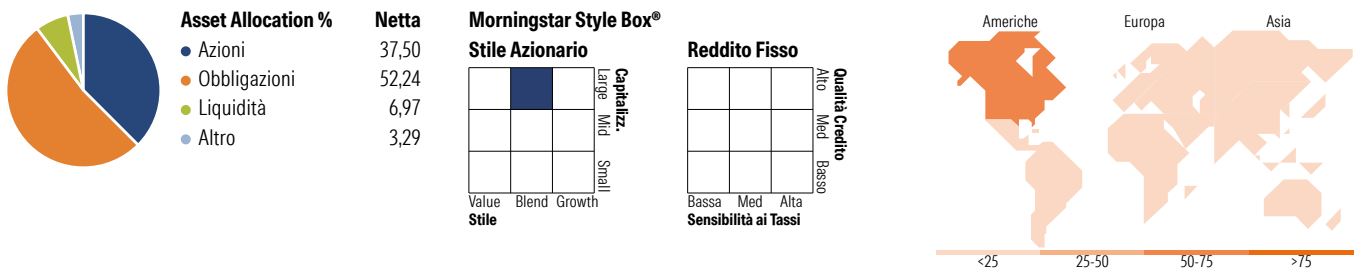 Asset Allocation % Netta
Azioni 37,50
Obbligazioni 52,24
Liquidità 6,97
Altro 3,29
Morningstar Style Box®
Stile Azionario
Large
Mid
Small
Capitalizz.
Value Blend Growth
Stile
Reddito Fisso
Alto
Med
Basso
Qualità Credito
Bassa Med Alta
Sensibilità ai Tassi
Americhe Europa Asia
<25 25-50 50-75 >75